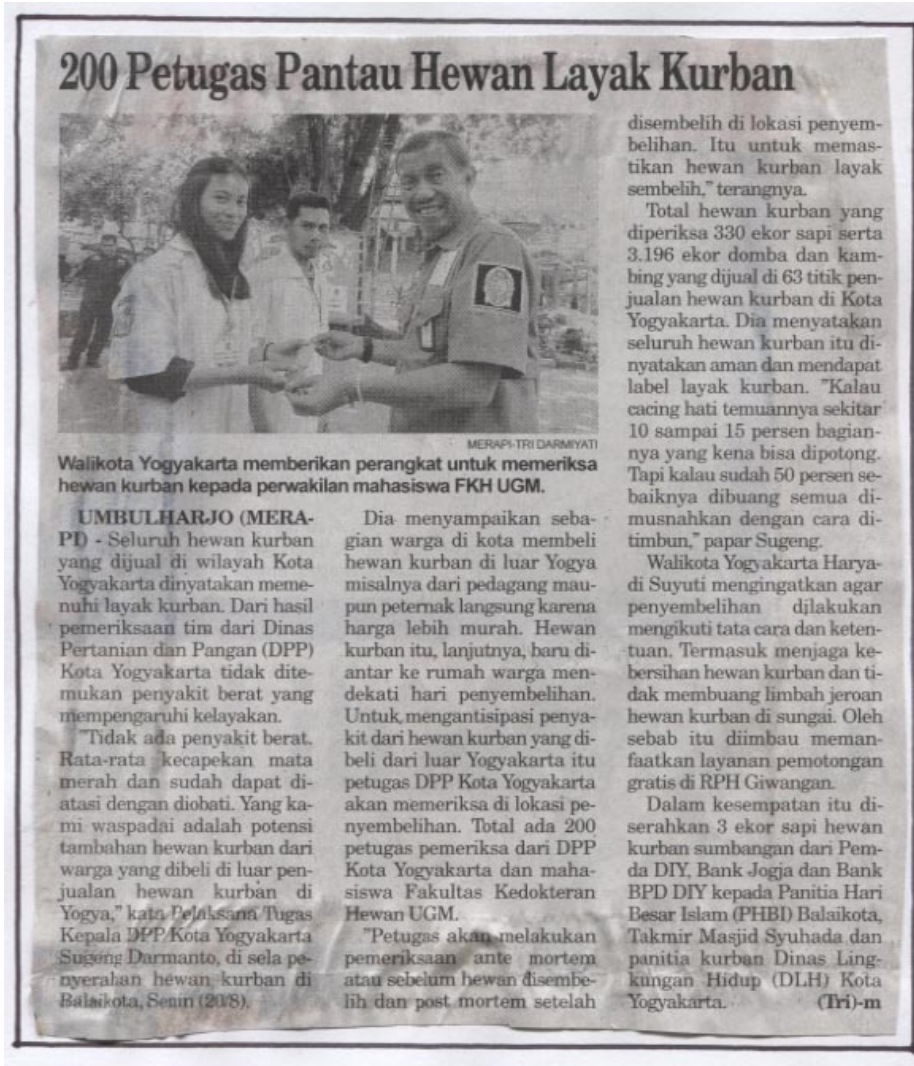 200 Petugas Pantau Hewan Layak Kurban
MERAPI-TRI DARMIYATI
Walikota Yogyakarta memberikan perangkat untuk memeriksa
hewan kurban kepada perwakilan mahasiswa FKH UGM.
UMBULHARJO (MERA-
PI) - Seluruh hewan kurban
yang dijual di wilayah Kota
Yogyakarta dinyatakan meme-
nuhi layak kurban. Dari hasil
pemeriksaan tim dari Dinas
Pertanian dan Pangan (DPP)
Kota Yogyakarta tidak dite-
mukan penyakit berat yang
mempengaruhi kelayakan.
"Tidak ada penyakit berat.
Rata-rata kecapekan mata
merah dan sudah dapat di-
atasi dengan diobati. Yang ka-
mi waspadai adalah potensi
tambahan hewan kurban dari
warga yang dibeli di luar pen-
jualan hewan kurban di
Yogya," kata Pelaksana Tugas
Kepala DPP Kota Yogyakarta
Sugeng Darmanto, di sela pe-
nyerahan hewan kurban di
Balaikota, Senin (20/8).
Dia menyampaikan seba-
gian warga di kota membeli
hewan kurban di luar Yogya
misalnya dari pedagang mau-
pun peternak langsung karena
harga lebih murah. Hewan
kurban itu, lanjutnya, baru di-
antar ke rumah warga men-
dekati hari penyembelihan.
Untuk mengantisipasi penya-
kit dari hewan kurban yang di-
beli dari luar Yogyakarta itu
petugas DPP Kota Yogyakarta
akan memeriksa di lokasi pe-
nyembelihan. Total ada 200
petugas pemeriksa dari DPP
Kota Yogyakarta dan maha-
siswa Fakultas Kedokteran
Hewan UGM.
"Petugas akan melakukan
pemeriksaan ante mortem
atau sebelum hewan disembe-
lih dan post mortem setelah
disembelih di lokasi penyem-
belihan. Itu untuk memas-
tikan hewan kurban layak
sembelih," terangnya.
Total hewan kurban yang
diperiksa 330 ekor sapi serta
3.196 ekor domba dan kam-
bing yang dijual di 63 titik pen-
jualan hewan kurban di Kota
Yogyakarta. Dia menyatakan
seluruh hewan kurban itu di-
nyatakan aman dan mendapat
label layak kurban. "Kalau
cacing hati temuannya sekitar
10 sampai 15 persen bagian-
nya yang kena bisa dipotong.
Tapi kalau sudah 50 persen se-
baiknya dibuang semua di-
musnahkan dengan cara di-
timbun," papar Sugeng.
Walikota Yogyakarta Harya-
di Suyuti mengingatkan agar
penyembelihan dilakukan
mengikuti tata cara dan keten-
tuan. Termasuk menjaga ke-
bersihan hewan kurban dan ti-
dak membuang limbah jeroan
hewan kurban di sungai. Oleh
sebab itu diimbau meman-
faatkan layanan pemotongan
gratis di RPH Giwangan.
Dalam kesempatan itu di-
serahkan 3 ekor sapi hewan
kurban sumbangan dari Pem-
da DIY, Bank Jogja dan Bank
BPD DIY kepada Panitia Hari
Besar Islam (PHBI) Balaikota,
Takmir Masjid Syuhada dan
panitia kurban Dinas Ling-
kungan Hidup (DLH) Kota
Yogyakarta. (Tri)-m